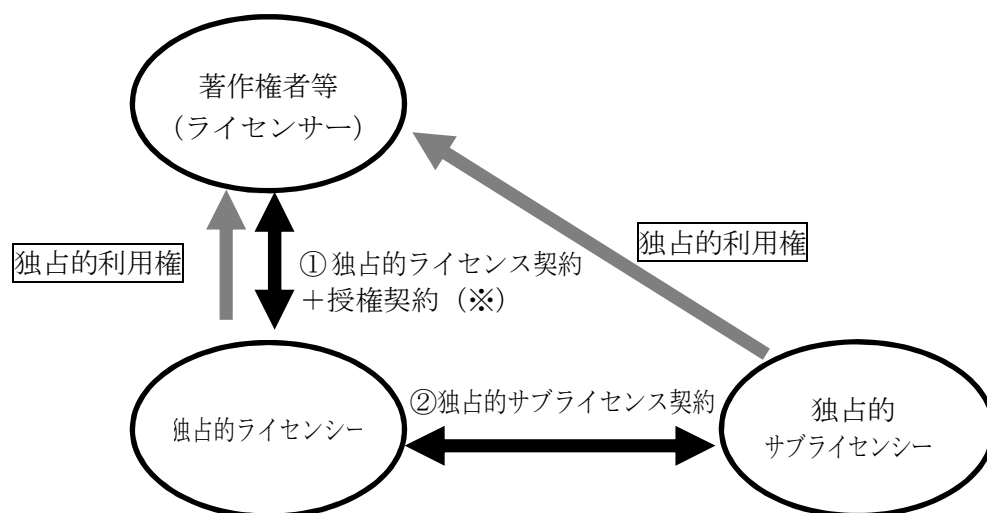 著作権者等
（ライセンサー）
独占的利用権
独占的利用権
①独占的ライセンス契約
＋授権契約（※）
独占的ライセンシー
②独占的サブライセンス契約
独占的
サブライセンシー